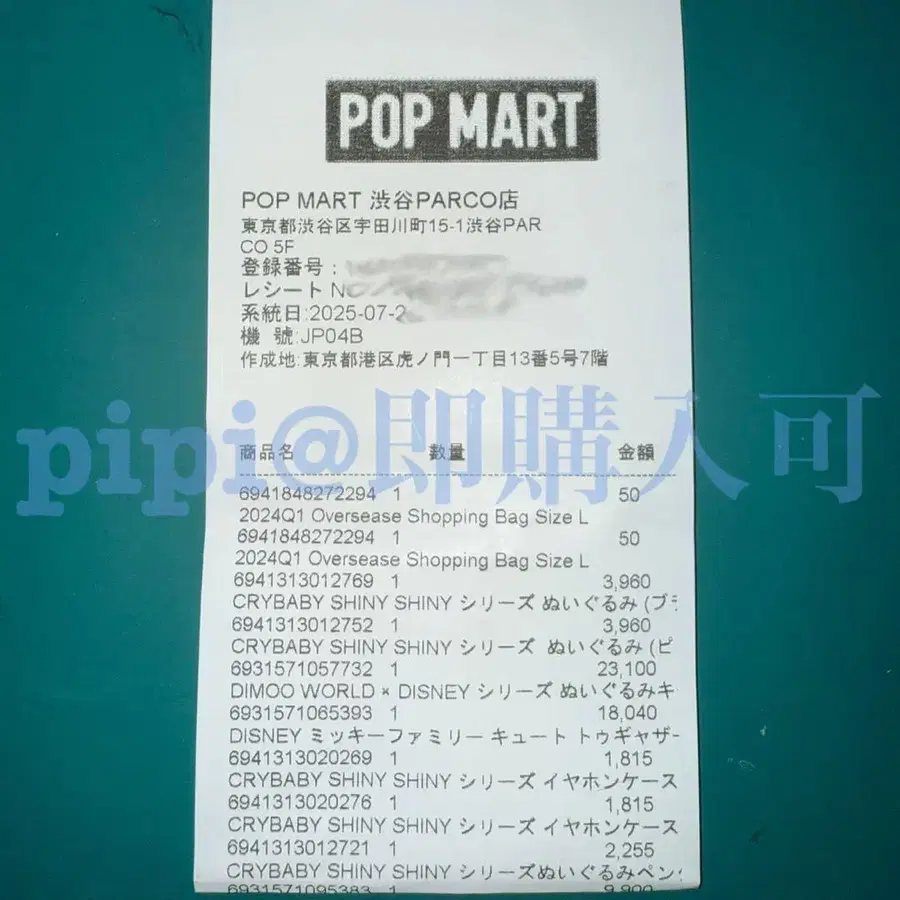 POP MART
POP MART 渋谷PARCO店
東京都渋谷区宇田川町15-1渋谷PAR
CO 5F
登録番号:
レシート NO
系統日:2025-07-2
機 號:JP04B
作成地:東京都港区虎ノ門一丁目13番5号7階
pipi@即購入可
商品名 数量 金額
6941848272294 1 50
2024Q1 Oversease Shopping Bag Size L
6941848272294 1 50
2024Q1 Oversease Shopping Bag Size L
6941313012769 1 3,960
CRYBABY SHINY SHINY シリーズ ぬいぐるみ (ブラ
6941313012752 1 3,960
CRYBABY SHINY SHINY シリーズ ぬいぐるみ (ピ
6931571057732 1 23,100
DIMOO WORLD × DISNEY シリーズ ぬいぐるみキ
6931571065393 1 18,040
DISNEY ミッキーファミリー キュート トゥギャザー
6941313020269 1 1,815
CRYBABY SHINY SHINY シリーズ イヤホンケース
6941313020276 1 1,815
CRYBABY SHINY SHINY シリーズ イヤホンケース
6941313012721 1 2,255
CRYBABY SHINY SHINY シリーズぬいぐるみペン
6931571095383 1 9,900